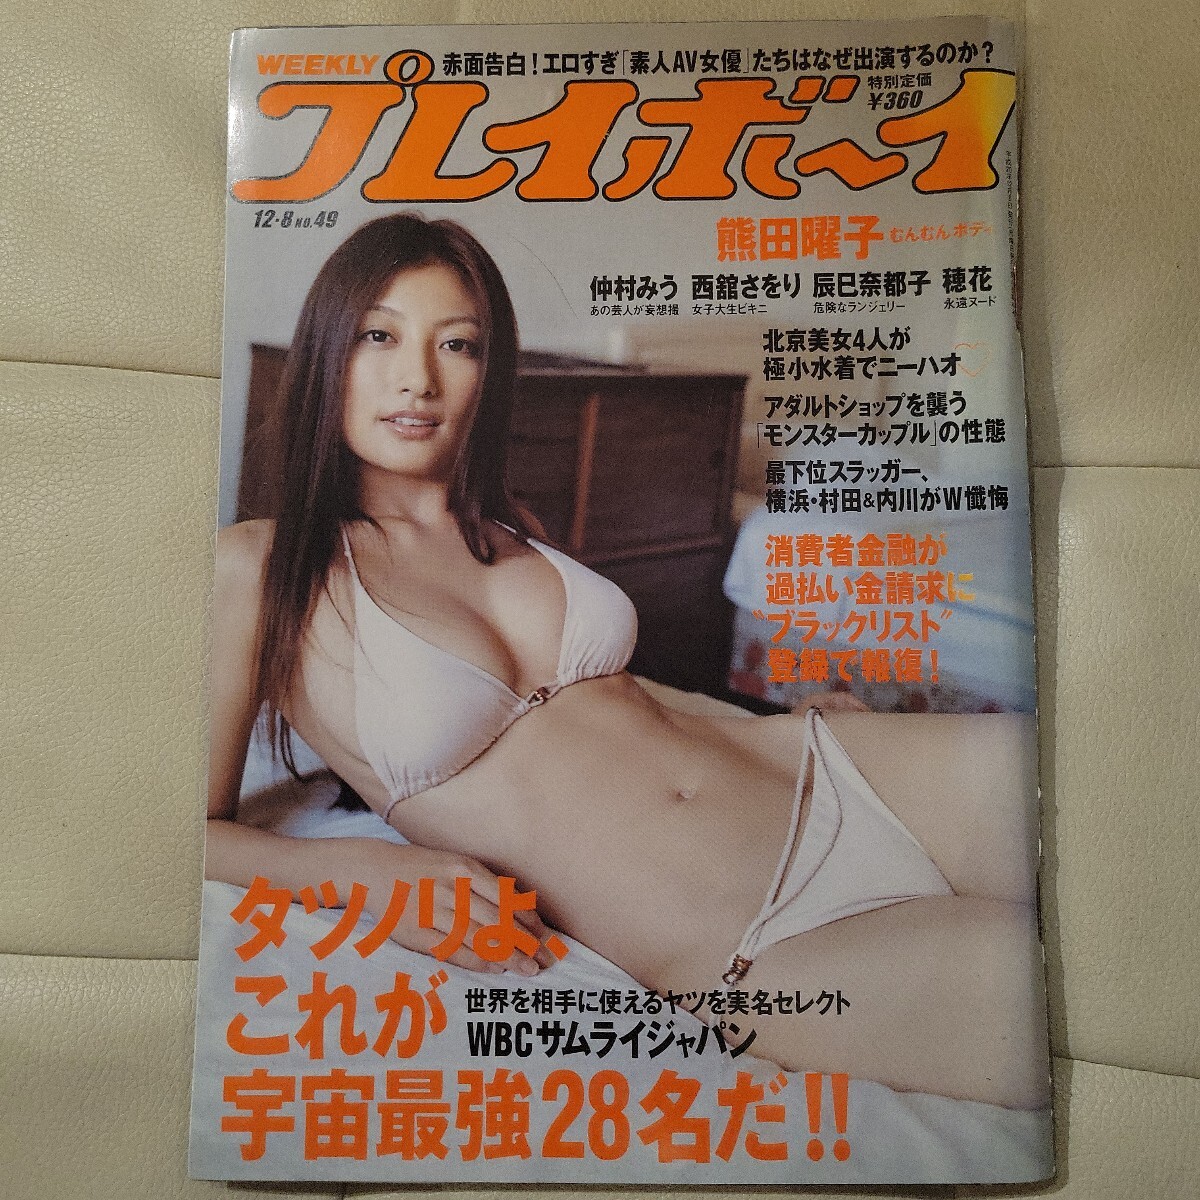 WEEKLY
赤面告白!エロすぎ「素人AV女優」たちはなぜ出演するのか?
プレイボーイ
特別定価
¥360
12・8 NO.49
熊田曜子 むんむんボディ
仲村みう
あの芸人が妄想撮
西舘さをり
女子大生ビキニ
辰巳奈都子
危険なランジェリー
穂花
永遠ヌード
北京美女4人が
極小水着でニーハオ♡
アダルトショップを襲う
「モンスターカップル」の性態
最下位スラッガー、
横浜・村田&内川がW懺悔
消費者金融が
過払い金請求に
"ブラックリスト"
登録で報復!
タツノリよ、
これが
世界を相手に使えるヤツを実名セレクト
WBCサムライジャパン
宇宙最強28名だ!!